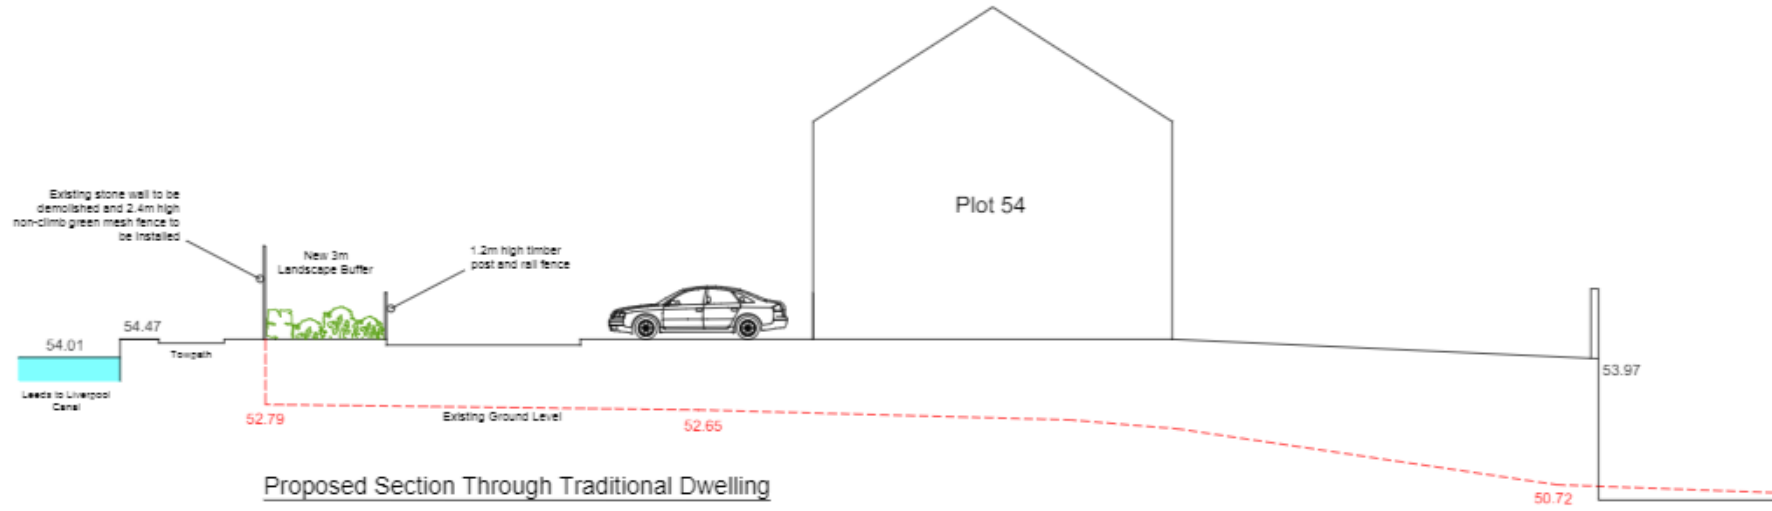 Existing stone wall to be
demolished and 2.4m high
non-climb green mesh fence to
be installed
New 3m
Landscape Buffer
1.2m high timber
post and rail fence
Plot 54
54.47
54.01
Towpath
Leeds to Liverpool
Canal
53.97
52.79
Existing Ground Level
52.65
50.72
Proposed Section Through Traditional Dwelling